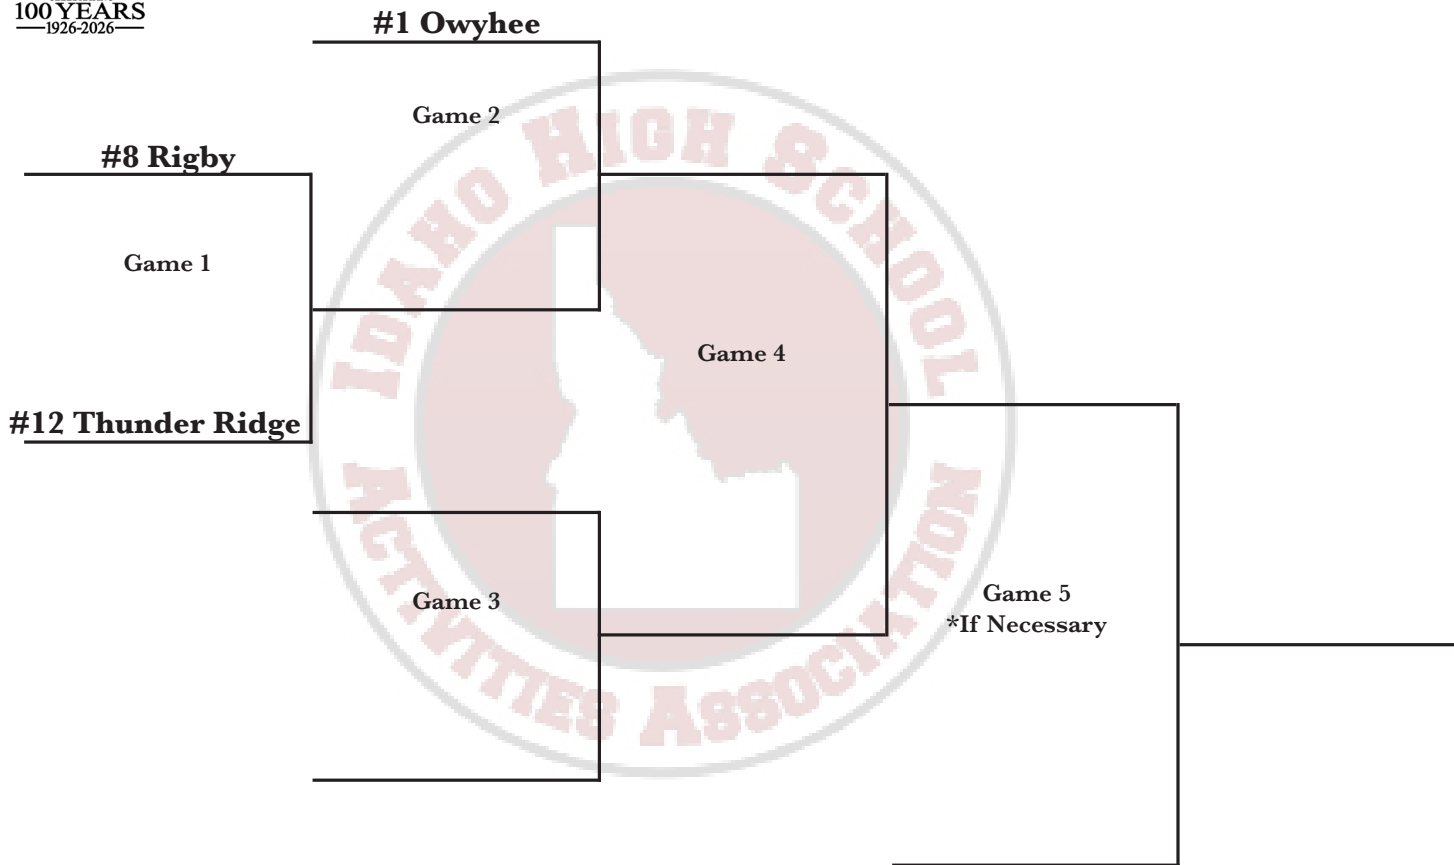 100 YEARS
1926-2026
#1 Owyhee
Game 2
#8 Rigby
Game 1
Game 4
#12 Thunder Ridge
Game 3
Game 5
*If Necessary
IDAHO HIGH SCHOOL
ACTIVITIES ASSOCIATION